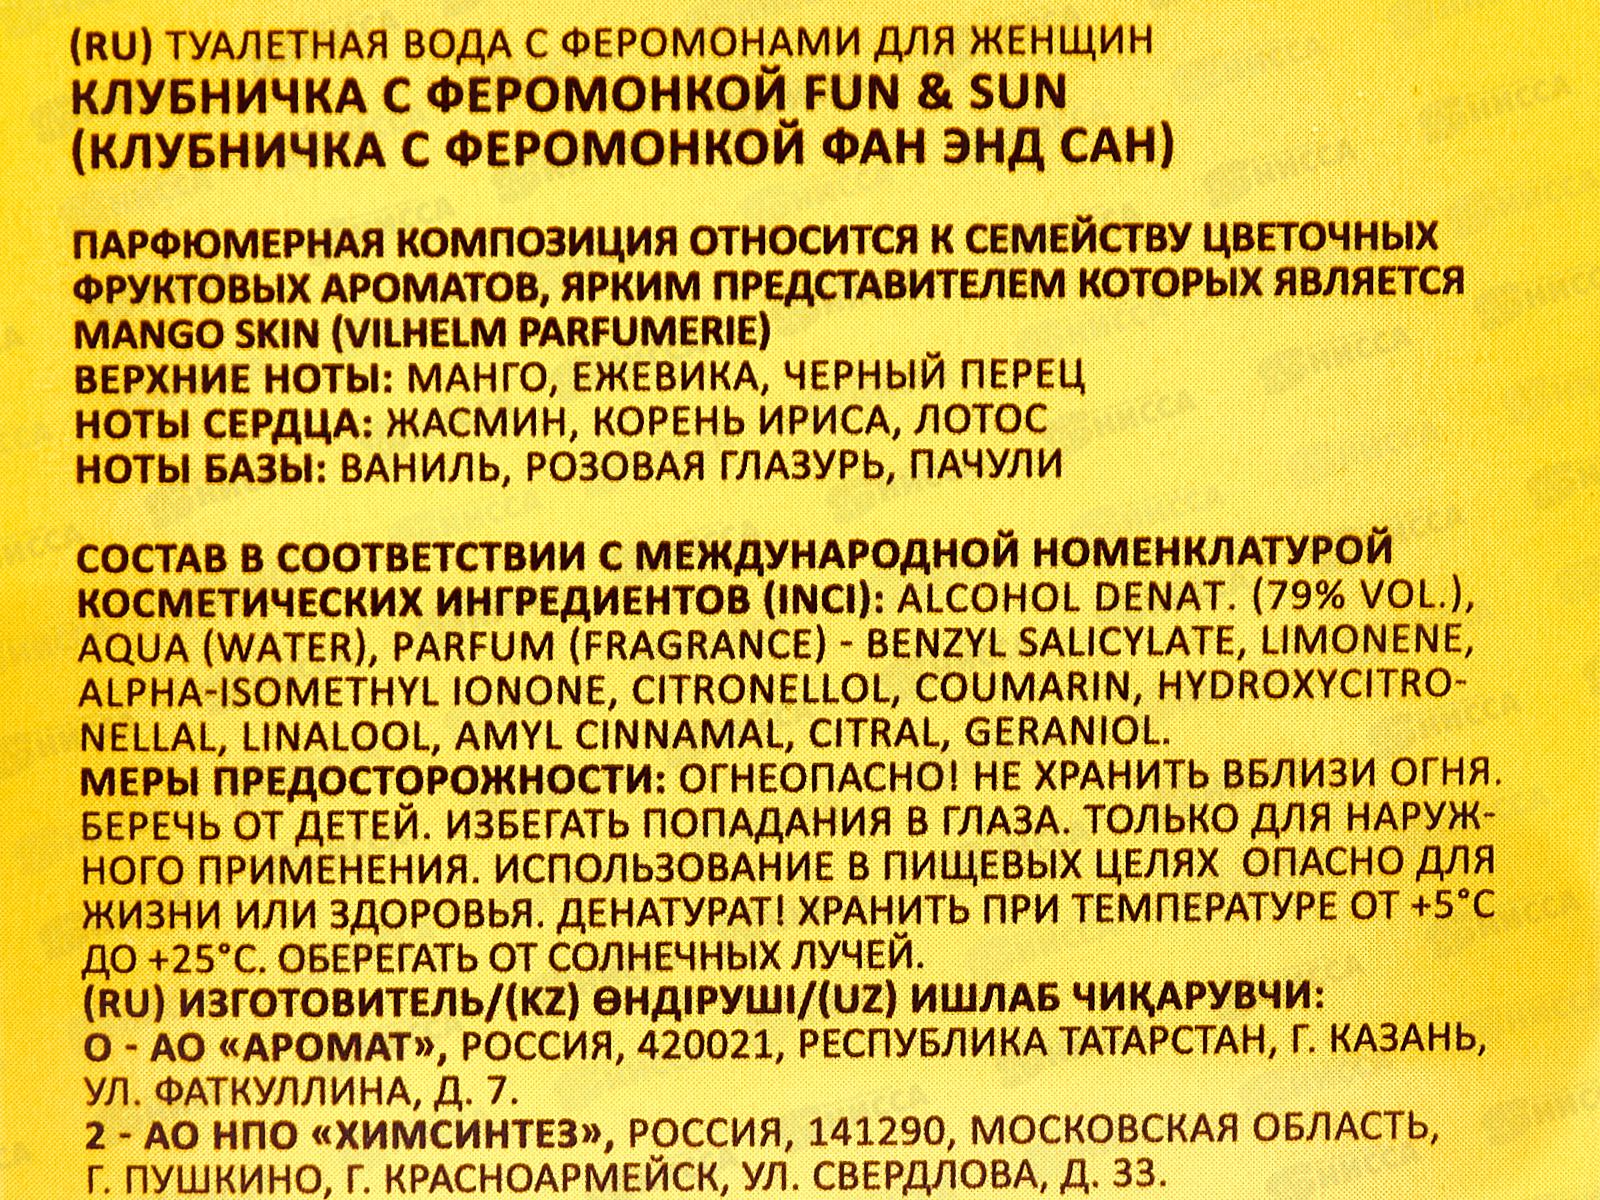 (RU) ТУАЛЕТНАЯ ВОДА С ФЕРОМОНАМИ ДЛЯ ЖЕНЩИН
КЛУБНИЧКА С ФЕРОМОНКОЙ FUN & SUN
(КЛУБНИЧКА С ФЕРОМОНКОЙ ФАН ЭНД САН)
ПАРФЮМЕРНАЯ КОМПОЗИЦИЯ ОТНОСИТСЯ К СЕМЕЙСТВУ ЦВЕТОЧНЫХ
ФРУКТОВЫХ АРОМАТОВ, ЯРКИМ ПРЕДСТАВИТЕЛЕМ КОТОРЫХ ЯВЛЯЕТСЯ
MANGO SKIN (VILHELM PARFUMERIE)
ВЕРХНИЕ НОТЫ: МАНГО, ЕЖЕВИКА, ЧЕРНЫЙ ПЕРЕЦ
НОТЫ СЕРДЦА: ЖАСМИН, КОРЕНЬ ИРИСА, ЛОТОС
НОТЫ БАЗЫ: ВАНИЛЬ, РОЗОВАЯ ГЛАЗУРЬ, ПАЧУЛИ
СОСТАВ В СООТВЕТСТВИИ С МЕЖДУНАРОДНОЙ НОМЕНКЛАТУРОЙ
КОСМЕТИЧЕСКИХ ИНГРЕДИЕНТОВ (INCI): ALCOHOL DENAT. (79% VOL.),
AQUA (WATER), PARFUM (FRAGRANCE) - BENZYL SALICYLATE, LIMONENE,
ALPHA-ISOMETHYL IONONE, CITRONELLOL, COUMARIN, HYDROXYCITRO-
NELLAL, LINALOOL, AMYL CINNAMAL, CITRAL, GERANIOL.
МЕРЫ ПРЕДОСТОРОЖНОСТИ: ОГНЕОПАСНО! НЕ ХРАНИТЬ ВБЛИЗИ ОГНЯ.
БЕРЕЧЬ ОТ ДЕТЕЙ. ИЗБЕГАТЬ ПОПАДАНИЯ В ГЛАЗА. ТОЛЬКО ДЛЯ НАРУЖ-
НОГО ПРИМЕНЕНИЯ. ИСПОЛЬЗОВАНИЕ В ПИЩЕВЫХ ЦЕЛЯХ ОПАСНО ДЛЯ
ЖИЗНИ ИЛИ ЗДОРОВЬЯ. ДЕНАТУРАТ! ХРАНИТЬ ПРИ ТЕМПЕРАТУРЕ ОТ +5°С
ДО +25°С. ОБЕРЕГАТЬ ОТ СОЛНЕЧНЫХ ЛУЧЕЙ.
(RU) ИЗГОТОВИТЕЛЬ/(KZ) ӨНДІРУШІ/(UZ) ИШЛАБ ЧИҚАРУВЧИ:
О - АО «АРОМАТ», РОССИЯ, 420021, РЕСПУБЛИКА ТАТАРСТАН, Г. КАЗАНЬ,
УЛ. ФАТКУЛЛИНА, Д. 7.
2 - АО НПО «ХИМСИНТЕЗ», РОССИЯ, 141290, МОСКОВСКАЯ ОБЛАСТЬ,
Г. ПУШКИНО, Г. КРАСНОАРМЕЙСК, УЛ. СВЕРДЛОВА, Д. 33.